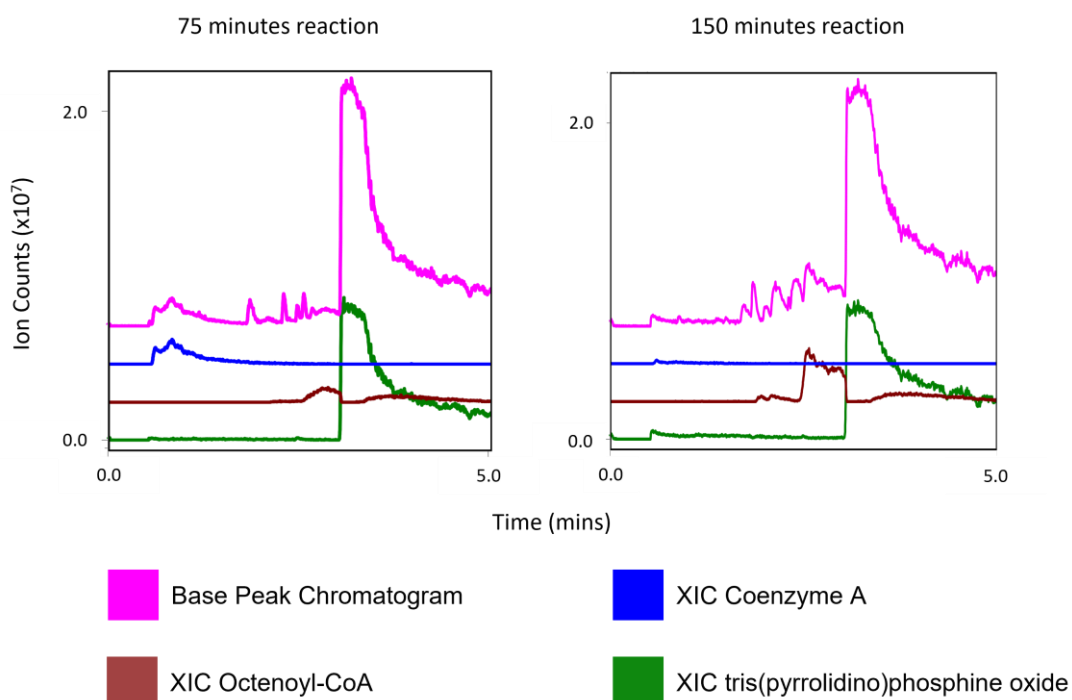 75 minutes reaction
150 minutes reaction
2.0
2.0
Ion Counts (x10⁷)
0.0
0.0
0.0
5.0
0.0
5.0
Time (mins)
Base Peak Chromatogram
XIC Coenzyme A
XIC Octenoyl-CoA
XIC tris(pyrrolidino)phosphine oxide